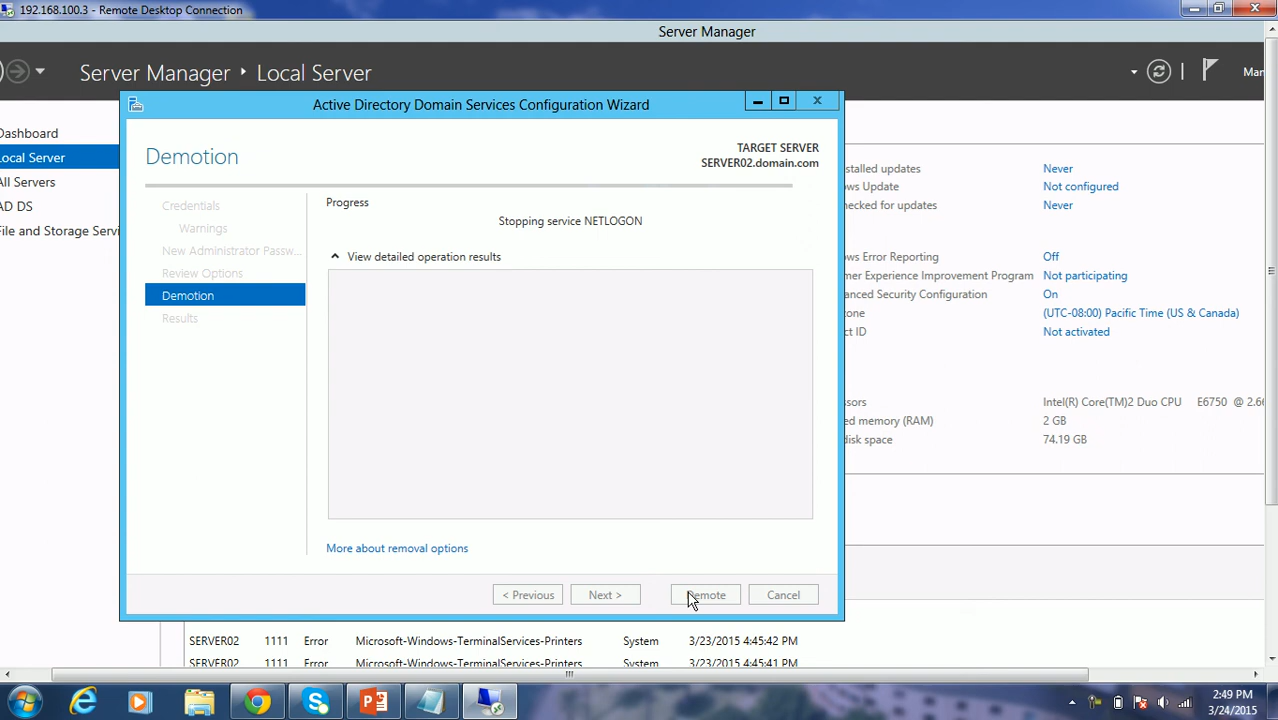 192.168.100.3 - Remote Desktop Connection
Server Manager
Server Manager Local Server
Man
Active Directory Domain Services Configuration Wizard
Dashboard
Local Server
All Servers
AD DS
File and Storage Servi
Demotion
TARGET SERVER
SERVER02.domain.com
Credentials
Warnings
New Administrator Passw...
Review Options
Demotion
Results
Progress
Stopping service NETLOGON
View detailed operation results
More about removal options
< Previous
Next >
emote
Cancel
stalled updates Never
ows Update Not configured
hecked for updates Never
ows Error Reporting Off
mer Experience Improvement Program Not participating
anced Security Configuration On
zone (UTC-08:00) Pacific Time (US & Canada)
ct ID Not activated
ssors Intel(R) Core(TM)2 Duo CPU E6750 @ 2.66
ed memory (RAM) 2 GB
disk space 74.19 GB
SERVER02 1111 Error Microsoft-Windows-TerminalServices-Printers System 3/23/2015 4:45:42 PM
SERVER02 1111 Error Microsoft-Windows-TerminalServices-Printers System 3/23/2015 4:45:41 PM
2:49 PM
3/24/2015